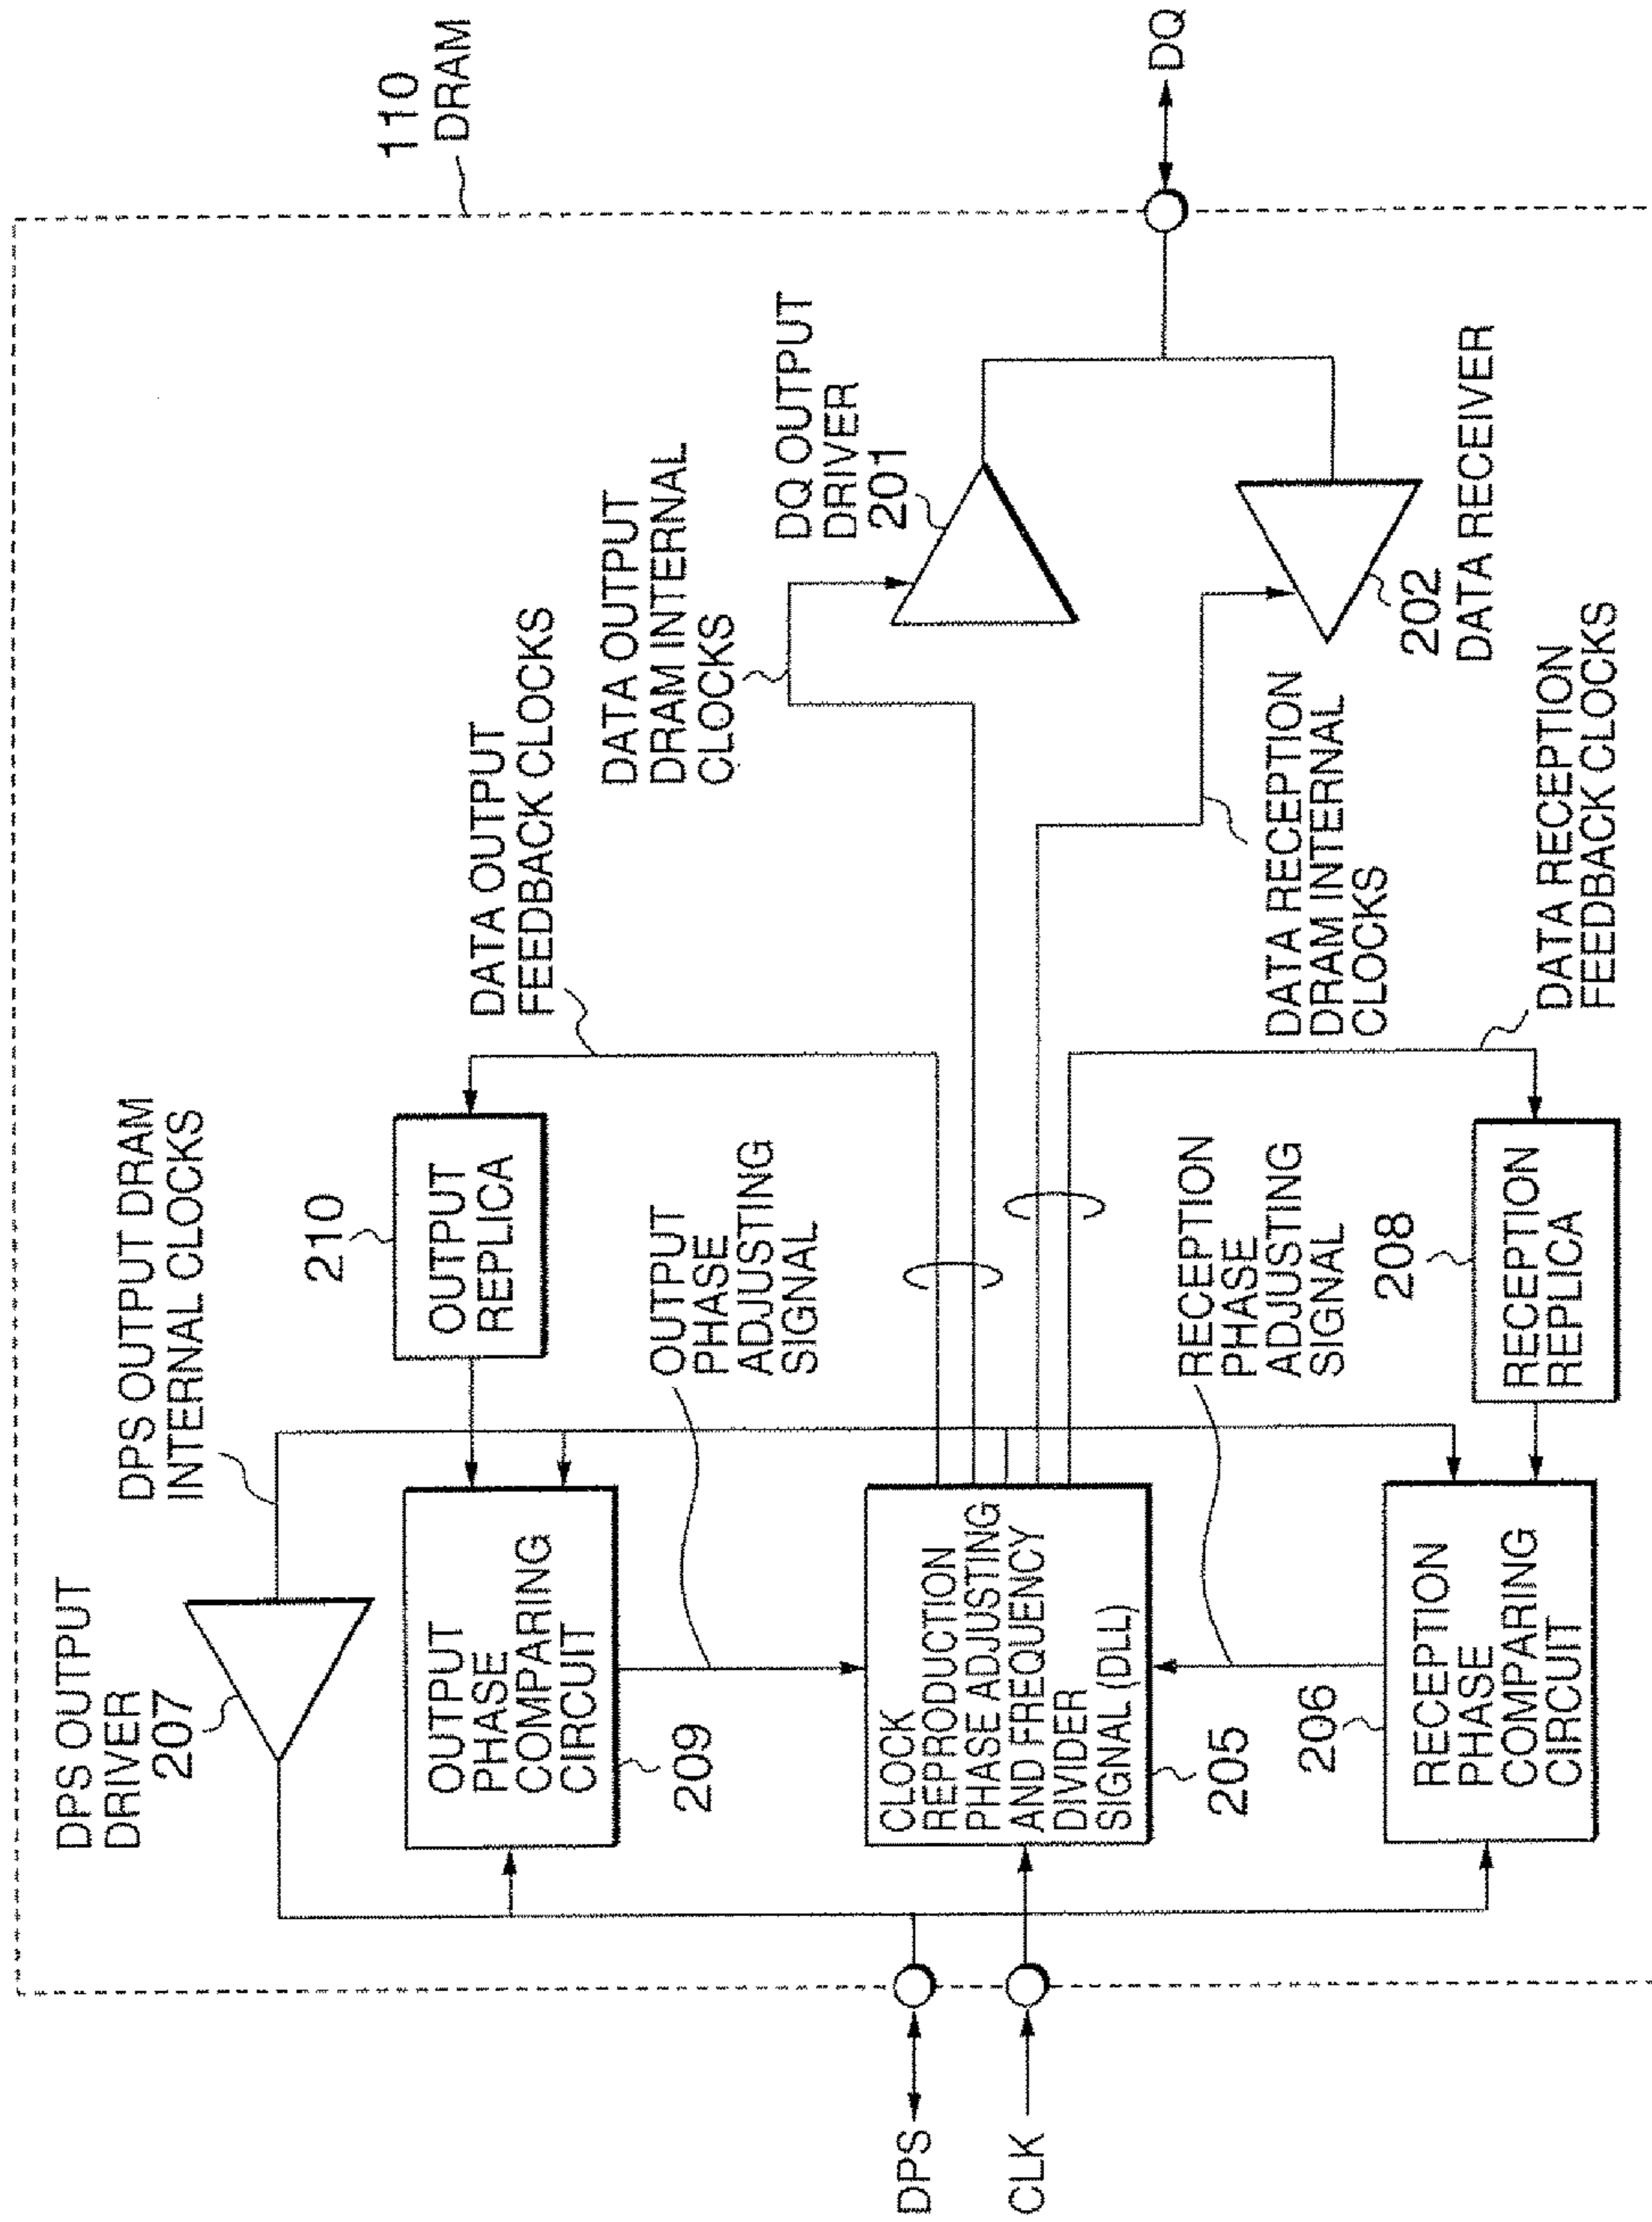 110
DRAM
DPS OUTPUT DRAM
INTERNAL CLOCKS
DPS OUTPUT
DRIVER
207
210
OUTPUT
REPLICA
DATA OUTPUT
FEEDBACK CLOCKS
OUTPUT
PHASE
COMPARING
CIRCUIT
209
OUTPUT
PHASE
ADJUSTING
SIGNAL
DATA OUTPUT
DRAM INTERNAL
CLOCKS
DQ OUTPUT
DRIVER
201
DPS
CLK
CLOCK
REPRODUCTION
PHASE ADJUSTING
AND FREQUENCY
DIVIDER
SIGNAL (DLL)
205
DQ
RECEPTION
PHASE
ADJUSTING
SIGNAL
DATA RECEPTION
DRAM INTERNAL
CLOCKS
202
DATA RECEIVER
206
RECEPTION
PHASE
COMPARING
CIRCUIT
208
RECEPTION
REPLICA
DATA RECEPTION
FEEDBACK CLOCKS